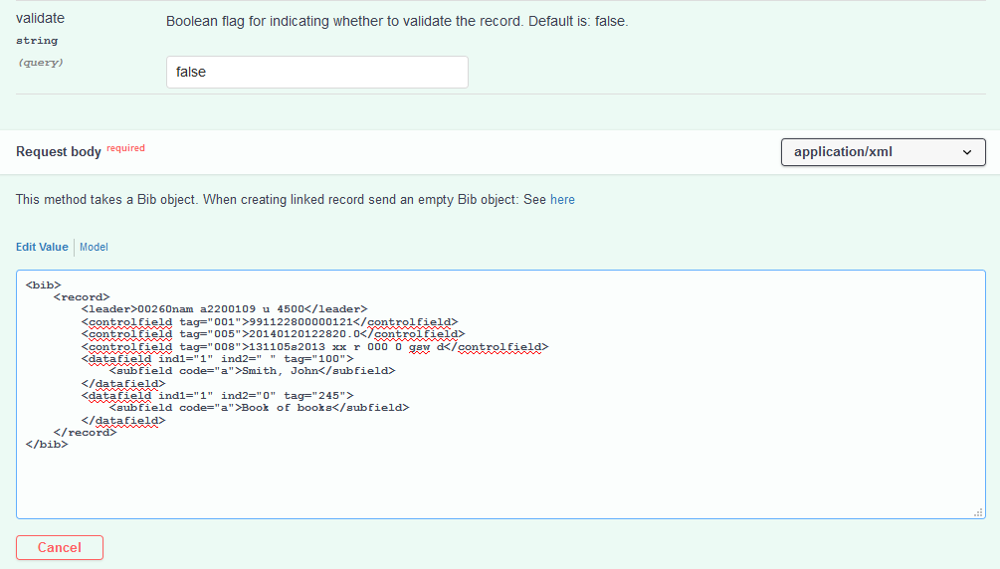 validate
Boolean flag for indicating whether to validate the record. Default is: false.
string
(query)
false
Request body required
application/xml
This method takes a Bib object. When creating linked record send an empty Bib object: See here
Edit Value Model
<bib>
    <record>
        <leader>00260nam a2200109 u 4500</leader>
        <controlfield tag="001">991122800000121</controlfield>
        <controlfield tag="005">20140120122820.0</controlfield>
        <controlfield tag="008">131105s2013 xx r 000 0 gsw d</controlfield>
        <datafield ind1="1" ind2=" " tag="100">
            <subfield code="a">Smith, John</subfield>
        </datafield>
        <datafield ind1="1" ind2="0" tag="245">
            <subfield code="a">Book of books</subfield>
        </datafield>
    </record>
</bib>
Cancel